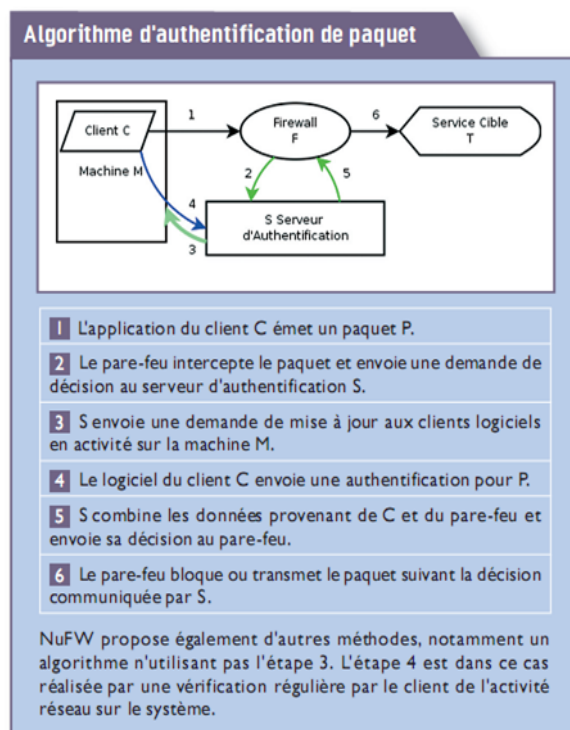 Algorithme d'authentification de paquet
Client C
Machine M
1
Firewall
F
6
Service Cible
T
2
5
4
3
S Serveur
d'Authentification
1 L'application du client C émet un paquet P.
2 Le pare-feu intercepte le paquet et envoie une demande de
décision au serveur d'authentification S.
3 S envoie une demande de mise à jour aux clients logiciels
en activité sur la machine M.
4 Le logiciel du client C envoie une authentification pour P.
5 S combine les données provenant de C et du pare-feu et
envoie sa décision au pare-feu.
6 Le pare-feu bloque ou transmet le paquet suivant la décision
communiquée par S.
NuFW propose également d'autres méthodes, notamment un
algorithme n'utilisant pas l'étape 3. L'étape 4 est dans ce cas
réalisée par une vérification régulière par le client de l'activité
réseau sur le système.